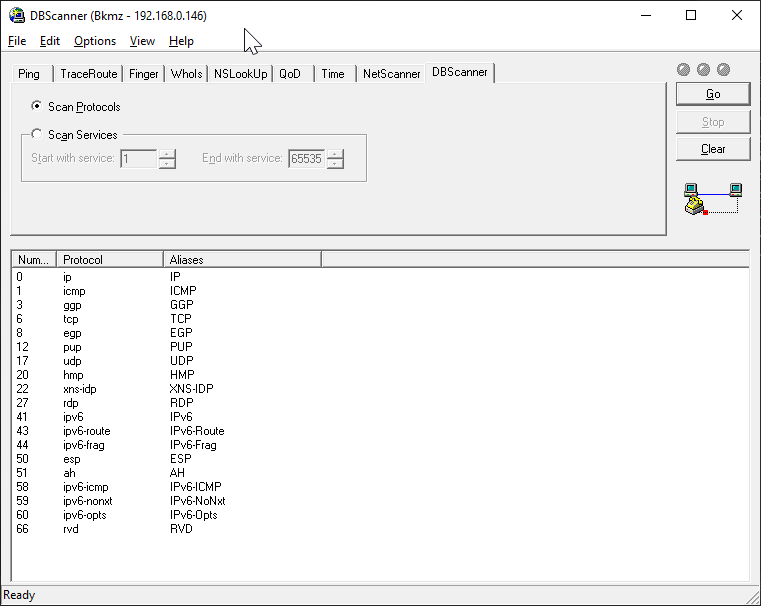 DBScanner (Bkmz - 192.168.0.146)
File Edit Options View Help
Ping TraceRoute Finger WhoIs NSLookUp QoD Time NetScanner DBScanner
Scan Protocols
Go
Scan Services
Stop
Start with service: 1 End with service: 65535
Clear
Num... Protocol Aliases
0 ip IP
1 icmp ICMP
3 ggp GGP
6 tcp TCP
8 egp EGP
12 pup PUP
17 udp UDP
20 hmp HMP
22 xns-idp XNS-IDP
27 rdp RDP
41 ipv6 IPv6
43 ipv6-route IPv6-Route
44 ipv6-frag IPv6-Frag
50 esp ESP
51 ah AH
58 ipv6-icmp IPv6-ICMP
59 ipv6-nonxt IPv6-NoNxt
60 ipv6-opts IPv6-Opts
66 rvd RVD
Ready